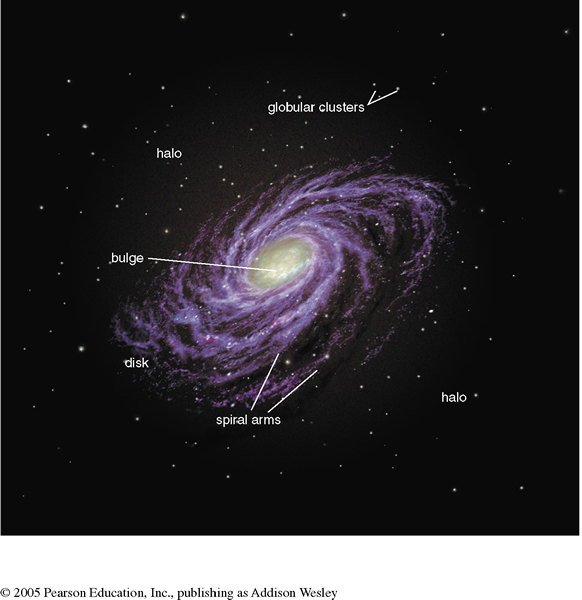 globular clusters
halo
bulge
disk
halo
spiral arms
© 2005 Pearson Education, Inc., publishing as Addison Wesley